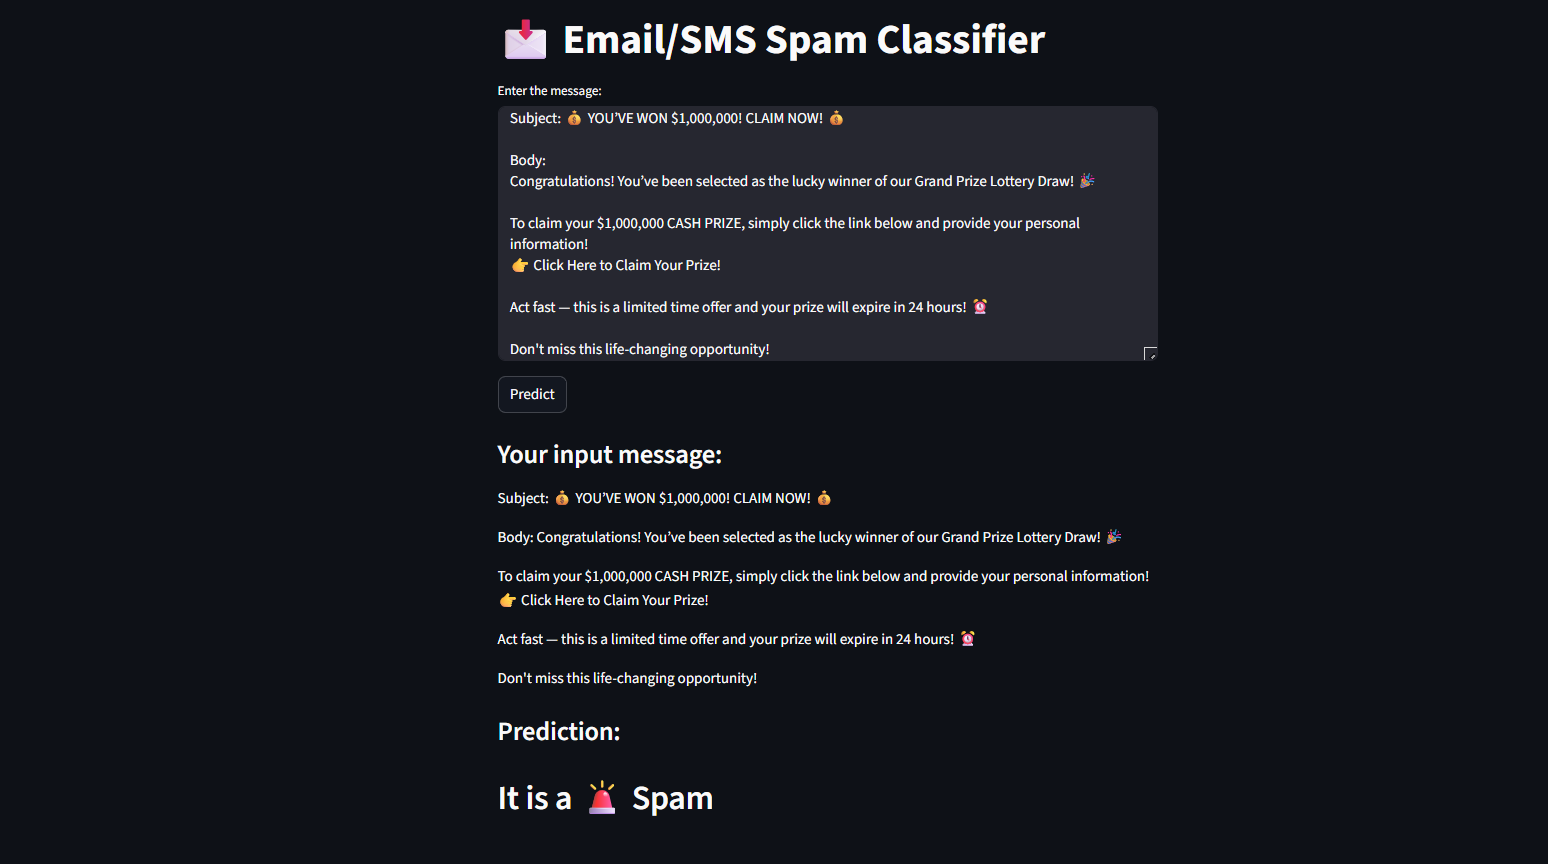 📩 Email/SMS Spam Classifier
Enter the message:
Subject: 💰 YOU’VE WON $1,000,000! CLAIM NOW! 💰
Body:
Congratulations! You’ve been selected as the lucky winner of our Grand Prize Lottery Draw! 🎉
To claim your $1,000,000 CASH PRIZE, simply click the link below and provide your personal
information!
👉 Click Here to Claim Your Prize!
Act fast — this is a limited time offer and your prize will expire in 24 hours! ⏰
Don't miss this life-changing opportunity!
Predict
Your input message:
Subject: 💰 YOU’VE WON $1,000,000! CLAIM NOW! 💰
Body: Congratulations! You’ve been selected as the lucky winner of our Grand Prize Lottery Draw! 🎉
To claim your $1,000,000 CASH PRIZE, simply click the link below and provide your personal information!
👉 Click Here to Claim Your Prize!
Act fast — this is a limited time offer and your prize will expire in 24 hours! ⏰
Don't miss this life-changing opportunity!
Prediction:
It is a 🚨 Spam